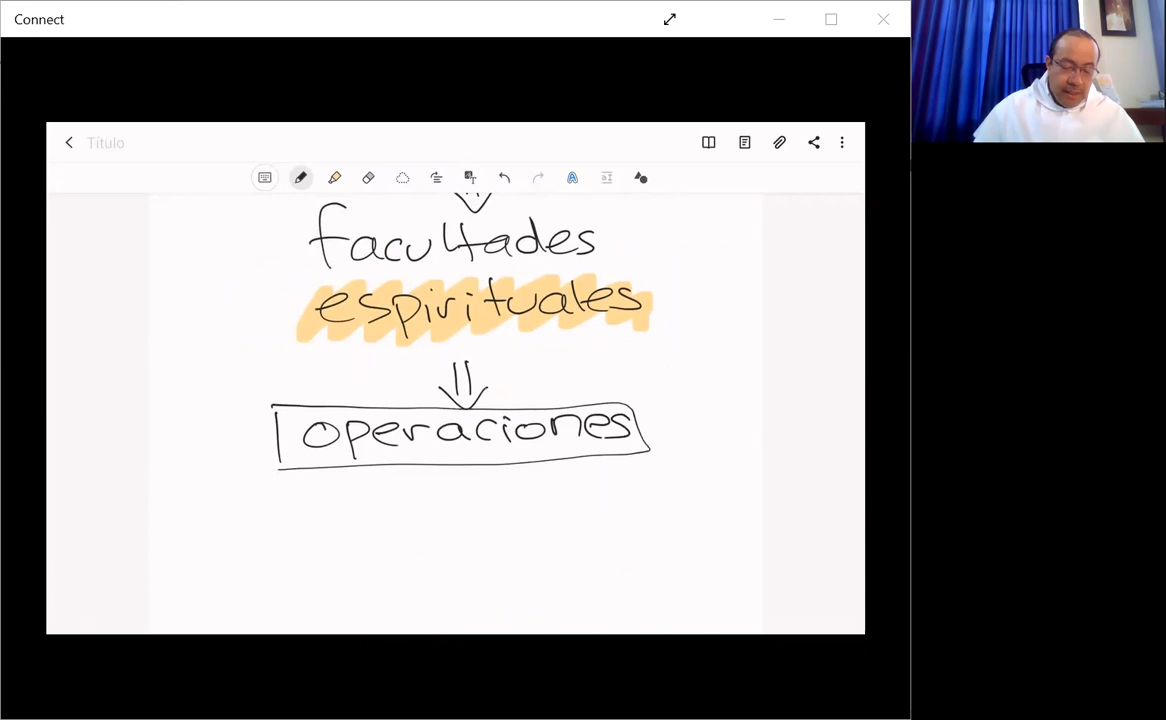 Connect
Título
facultades
espirituales
operaciones